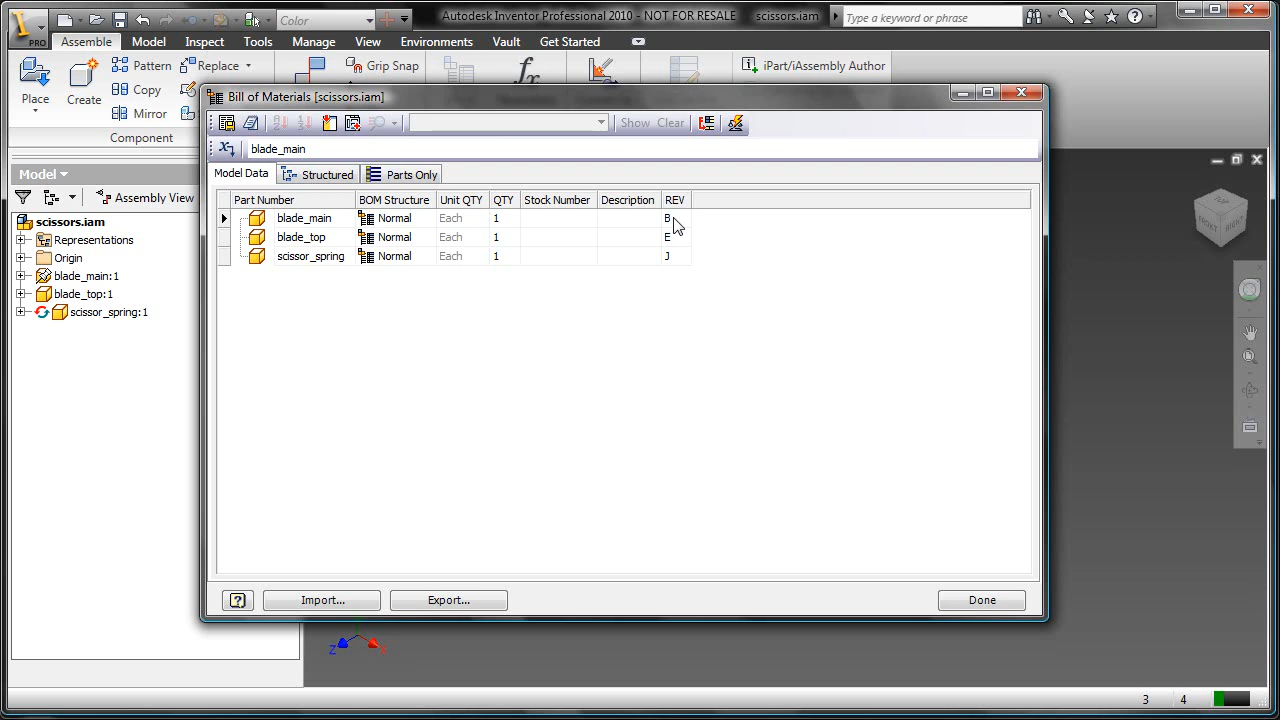 Color
Autodesk Inventor Professional 2010 - NOT FOR RESALE scissors.iam
Type a keyword or phrase
PRO
Assemble Model Inspect Tools Manage View Environments Vault Get Started
Place
Create
Pattern
Copy
Mirror
Replace
Grip Snap
iPart/iAssembly Author
Component
Bill of Materials [scissors.iam]
Show Clear
blade_main
Model Data Structured Parts Only
Part Number BOM Structure Unit QTY QTY Stock Number Description REV
blade_main Normal Each 1 B
blade_top Normal Each 1 E
scissor_spring Normal Each 1 J
Import... Export... Done
Model
Assembly View
scissors.iam
Representations
Origin
blade_main:1
blade_top:1
scissor_spring:1
TOP
FRONT
RIGHT
Z X
3 4